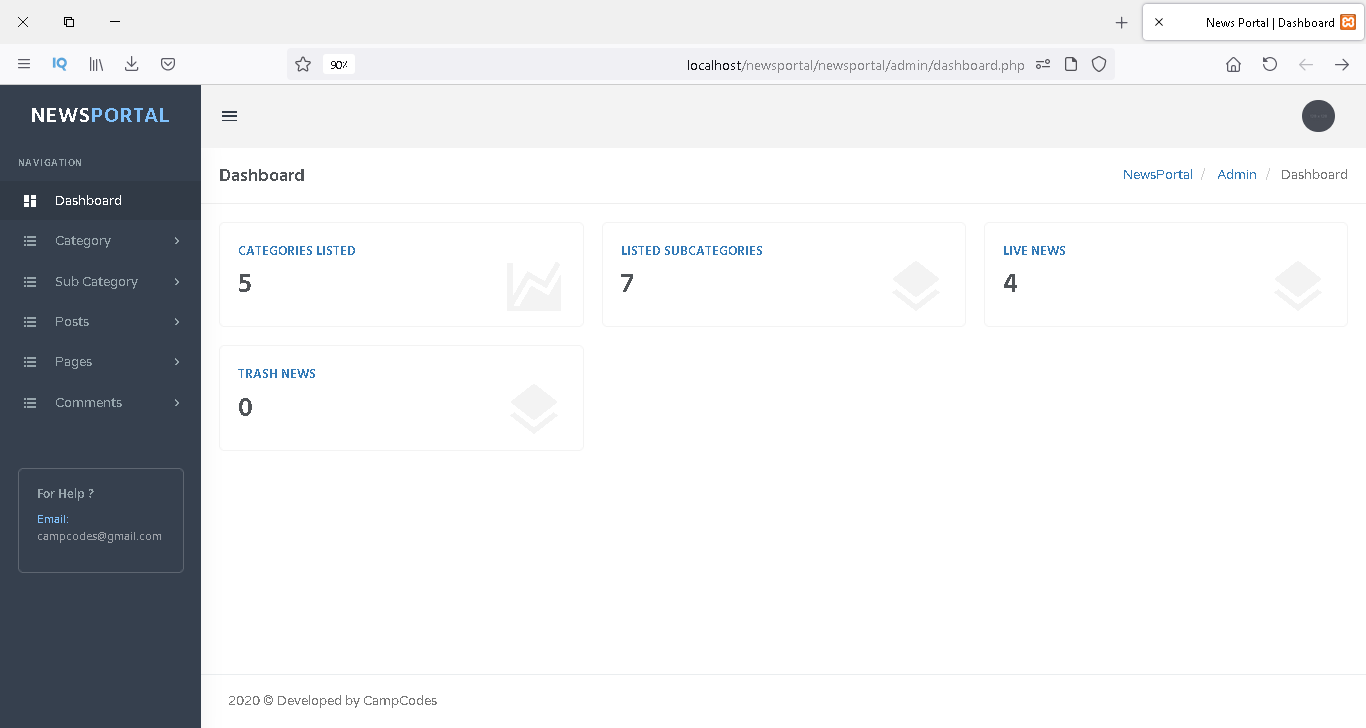 News Portal | Dashboard
IQ
90%
localhost/newsportal/newsportal/admin/dashboard.php
NEWSPORTAL
NAVIGATION
Dashboard
Category
Sub Category
Posts
Pages
Comments
For Help ?
Email:
campcodes@gmail.com
Dashboard
NewsPortal / Admin / Dashboard
CATEGORIES LISTED
5
LISTED SUBCATEGORIES
7
LIVE NEWS
4
TRASH NEWS
0
2020 © Developed by CampCodes